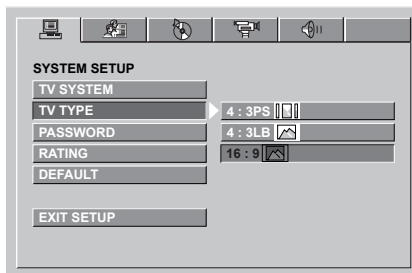 SYSTEM SETUP
TV SYSTEM
TV TYPE
4 : 3PS
PASSWORD
4 : 3LB
RATING
16 : 9
DEFAULT
EXIT SETUP